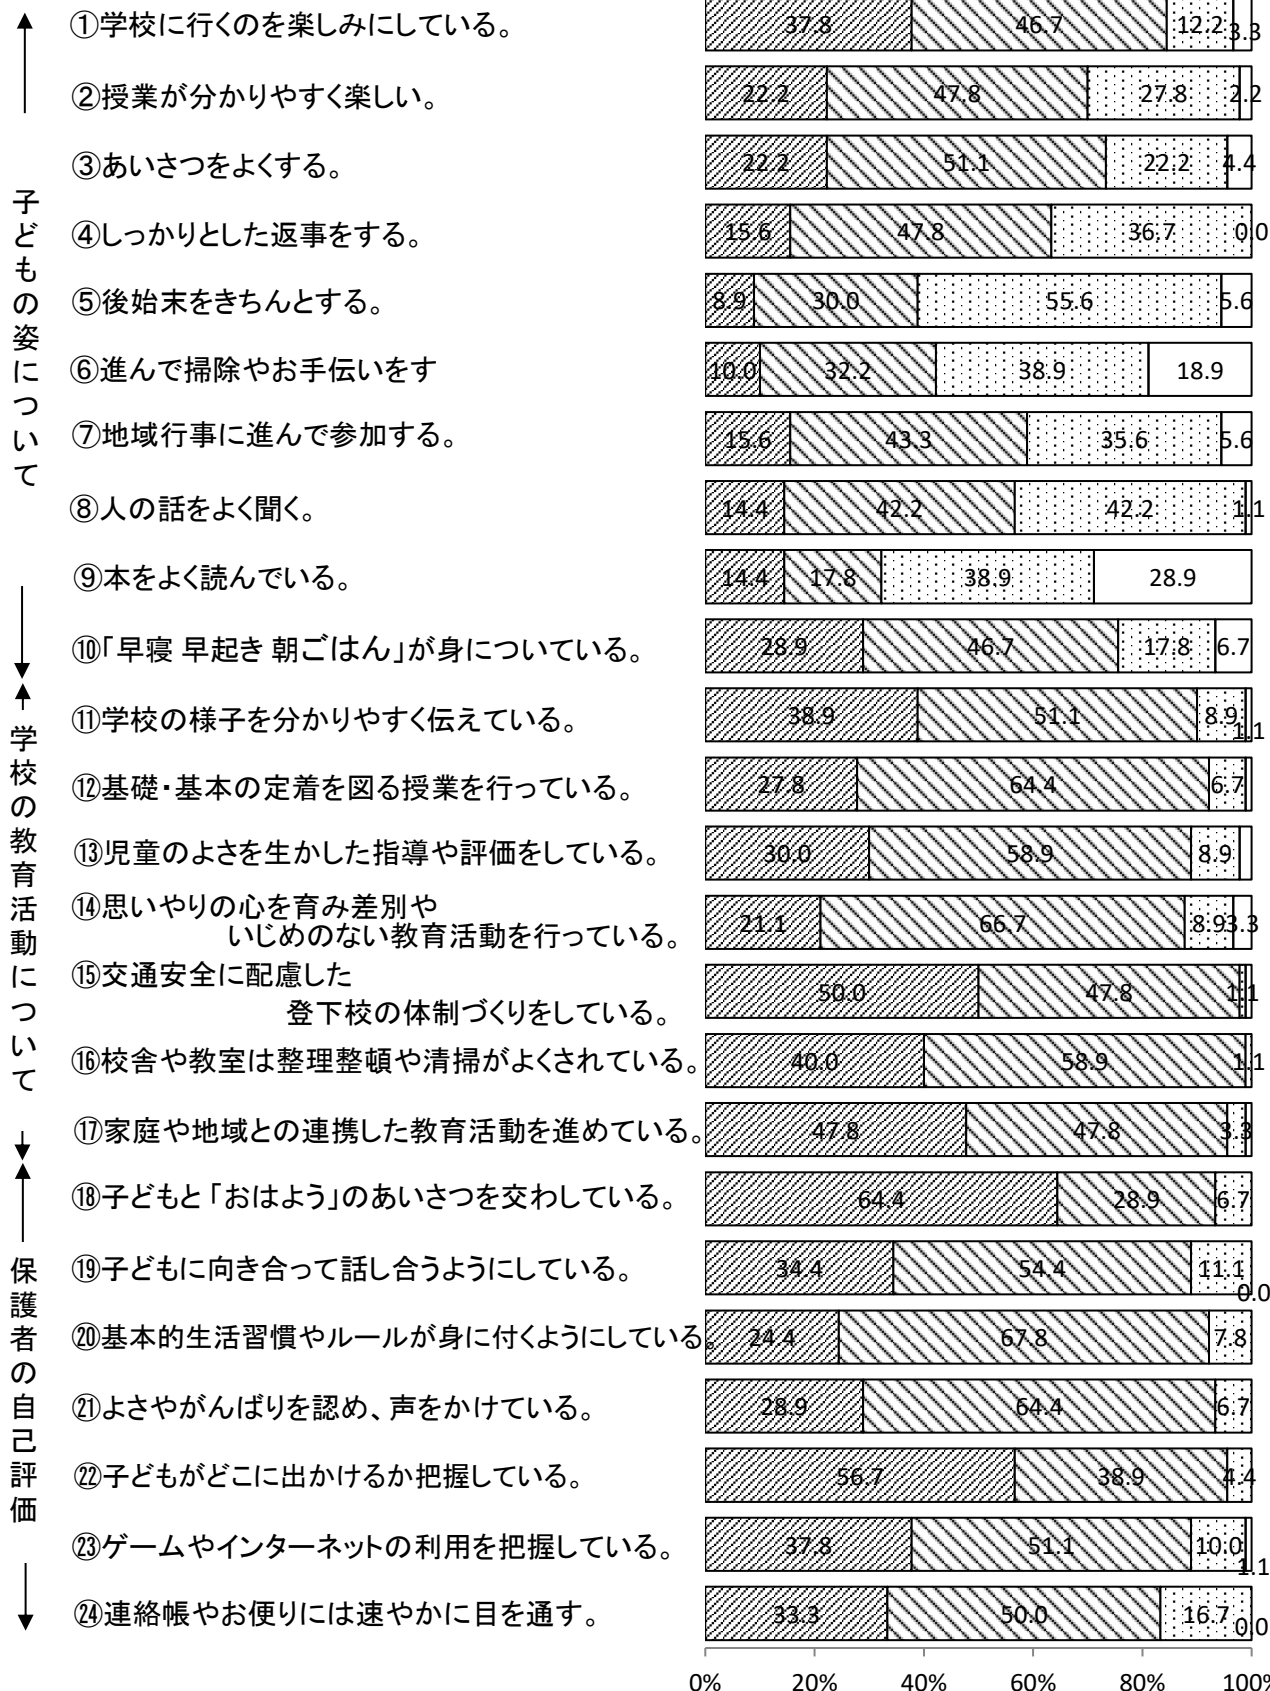 ①学校に行くのを楽しみにしている。 37.8 46.7 12.2 3.3
②授業が分かりやすく楽しい。 22.2 47.8 27.8 2.2
③あいさつをよくする。 22.2 51.1 22.2 4.4
子どもの姿について
④しっかりとした返事をする。 15.6 47.8 36.7 0.0
⑤後始末をきちんとする。 8.9 30.0 55.6 5.6
⑥進んで掃除やお手伝いをす 10.0 32.2 38.9 18.9
⑦地域行事に進んで参加する。 15.6 43.3 35.6 5.6
⑧人の話をよく聞く。 14.4 42.2 42.2 1.1
⑨本をよく読んでいる。 14.4 17.8 38.9 28.9
⑩「早寝 早起き 朝ごはん」が身についている。 28.9 46.7 17.8 6.7
学校の教育活動について
⑪学校の様子を分かりやすく伝えている。 38.9 51.1 8.9 1.1
⑫基礎・基本の定着を図る授業を行っている。 27.8 64.4 6.7
⑬児童のよさを生かした指導や評価をしている。 30.0 58.9 8.9
⑭思いやりの心を育み差別や
いじめのない教育活動を行っている。 21.1 66.7 8.9 3.3
⑮交通安全に配慮した
登下校の体制づくりをしている。 50.0 47.8 1.1
⑯校舎や教室は整理整頓や清掃がよくされている。 40.0 58.9 1.1
⑰家庭や地域との連携した教育活動を進めている。 47.8 47.8 3.3
保護者の自己評価
⑱子どもと「おはよう」のあいさつを交わしている。 64.4 28.9 6.7
⑲子どもに向き合って話し合うようにしている。 34.4 54.4 11.1 0.0
⑳基本的生活習慣やルールが身に付くようにしている。 24.4 67.8 7.8
㉑よさやがんばりを認め、声をかけている。 28.9 64.4 6.7
㉒子どもがどこに出かけるか把握している。 56.7 38.9 4.4
㉓ゲームやインターネットの利用を把握している。 37.8 51.1 10.0 1.1
㉔連絡帳やお便りには速やかに目を通す。 33.3 50.0 16.7 0.0
0% 20% 40% 60% 80% 100%